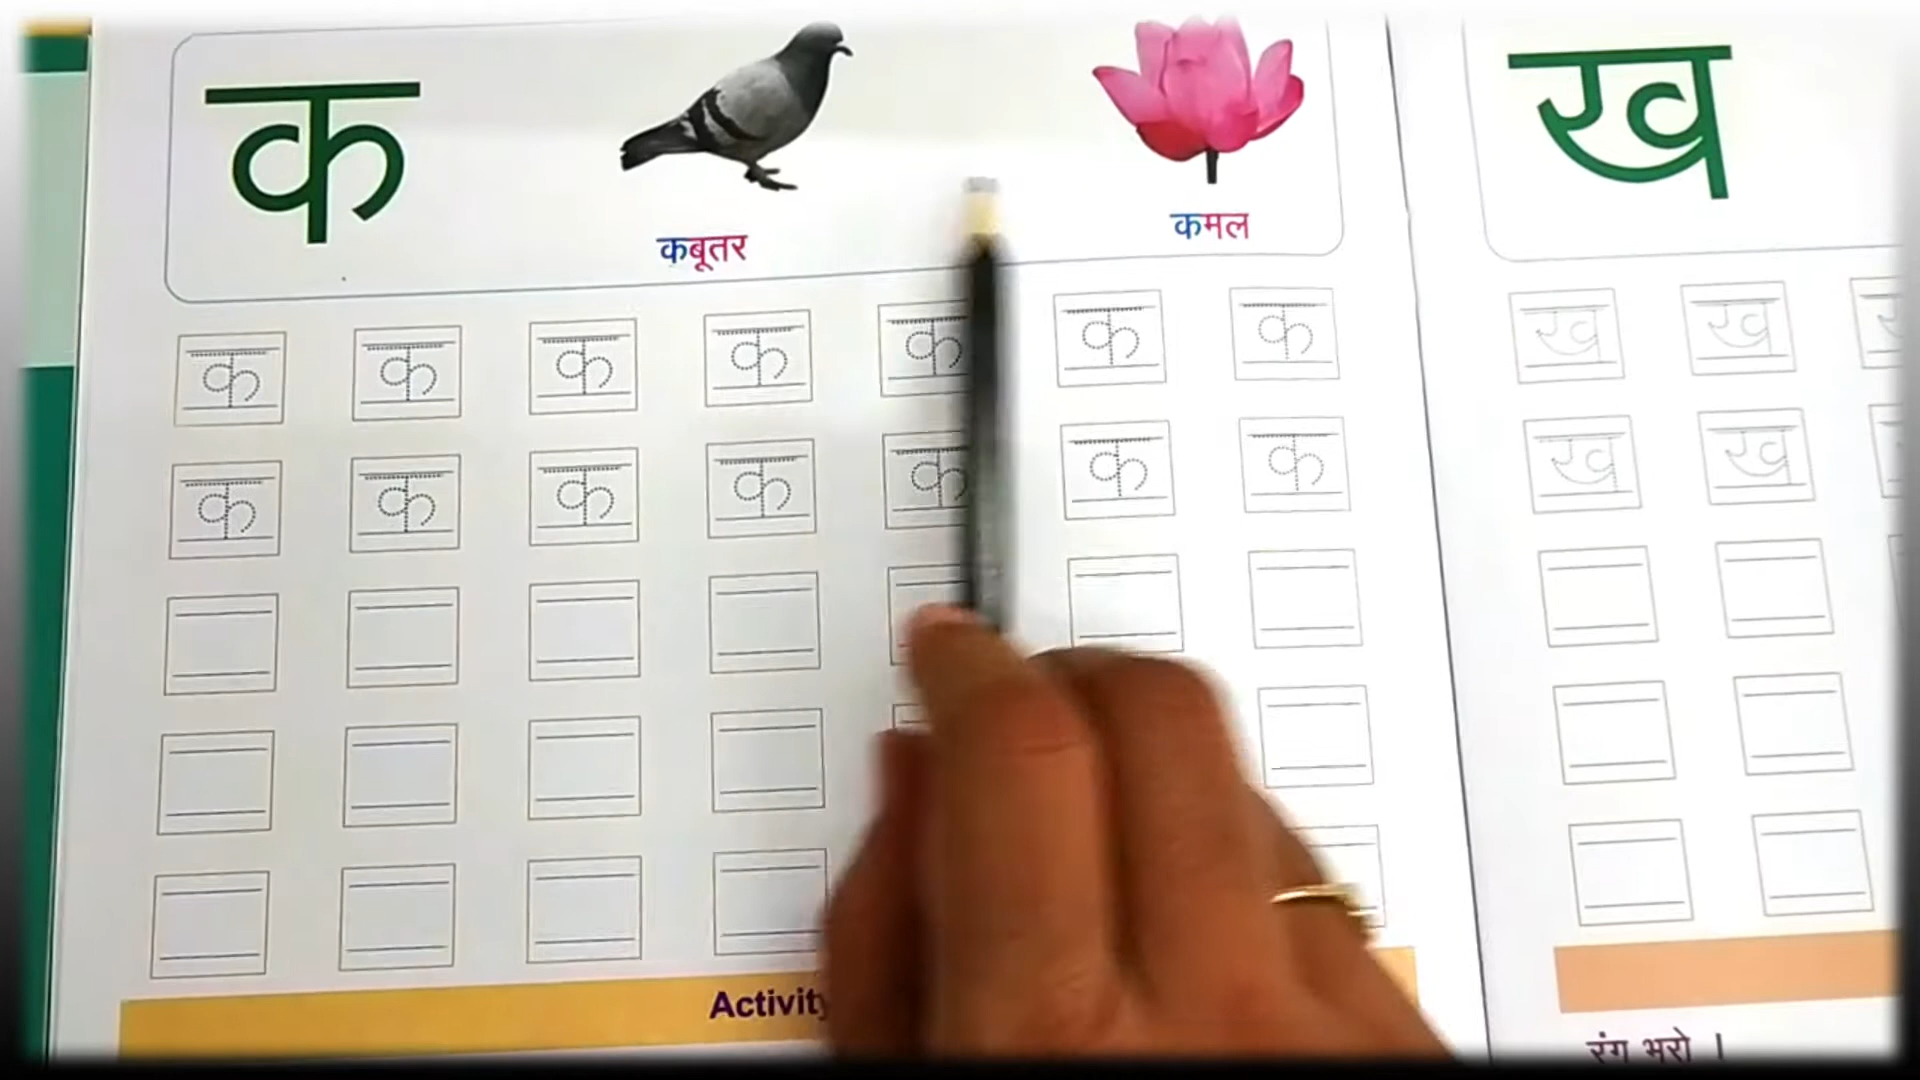 क
कबूतर
कमल
क क क क क क क
क क क क क क क
Activity
ख
ख ख
ख ख
रंग भरो ।